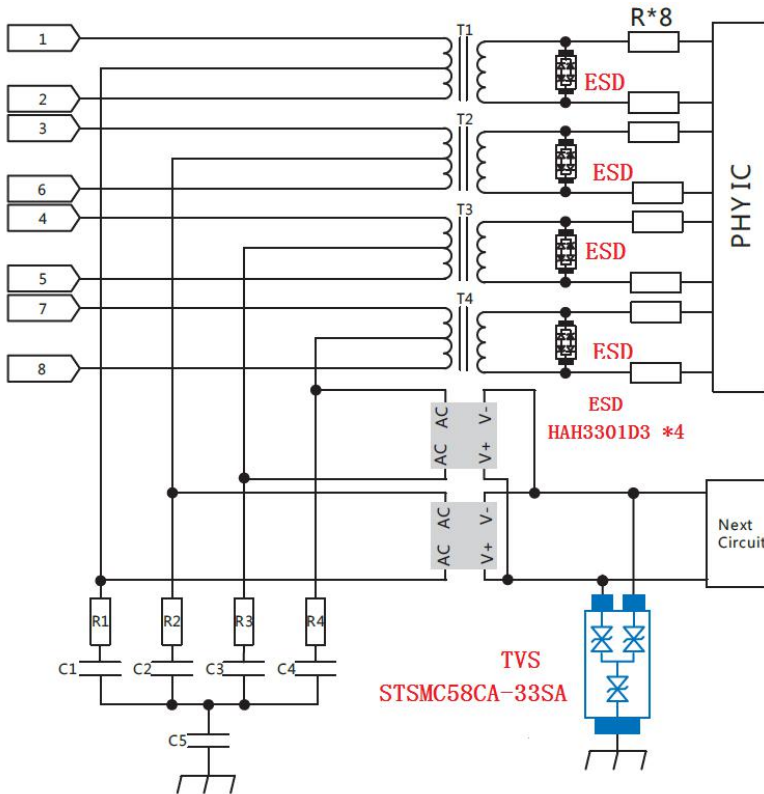 R*8
T1
1
ESD
2
3
T2
ESD
6
4
T3
PHYIC
ESD
5
7
T4
ESD
8
AC V-
AC V+
ESD
HAH3301D3 *4
AC V-
AC V+
Next
Circuit
R1 R2 R3 R4
C1 C2 C3 C4
TVS
STSMC58CA-33SA
C5